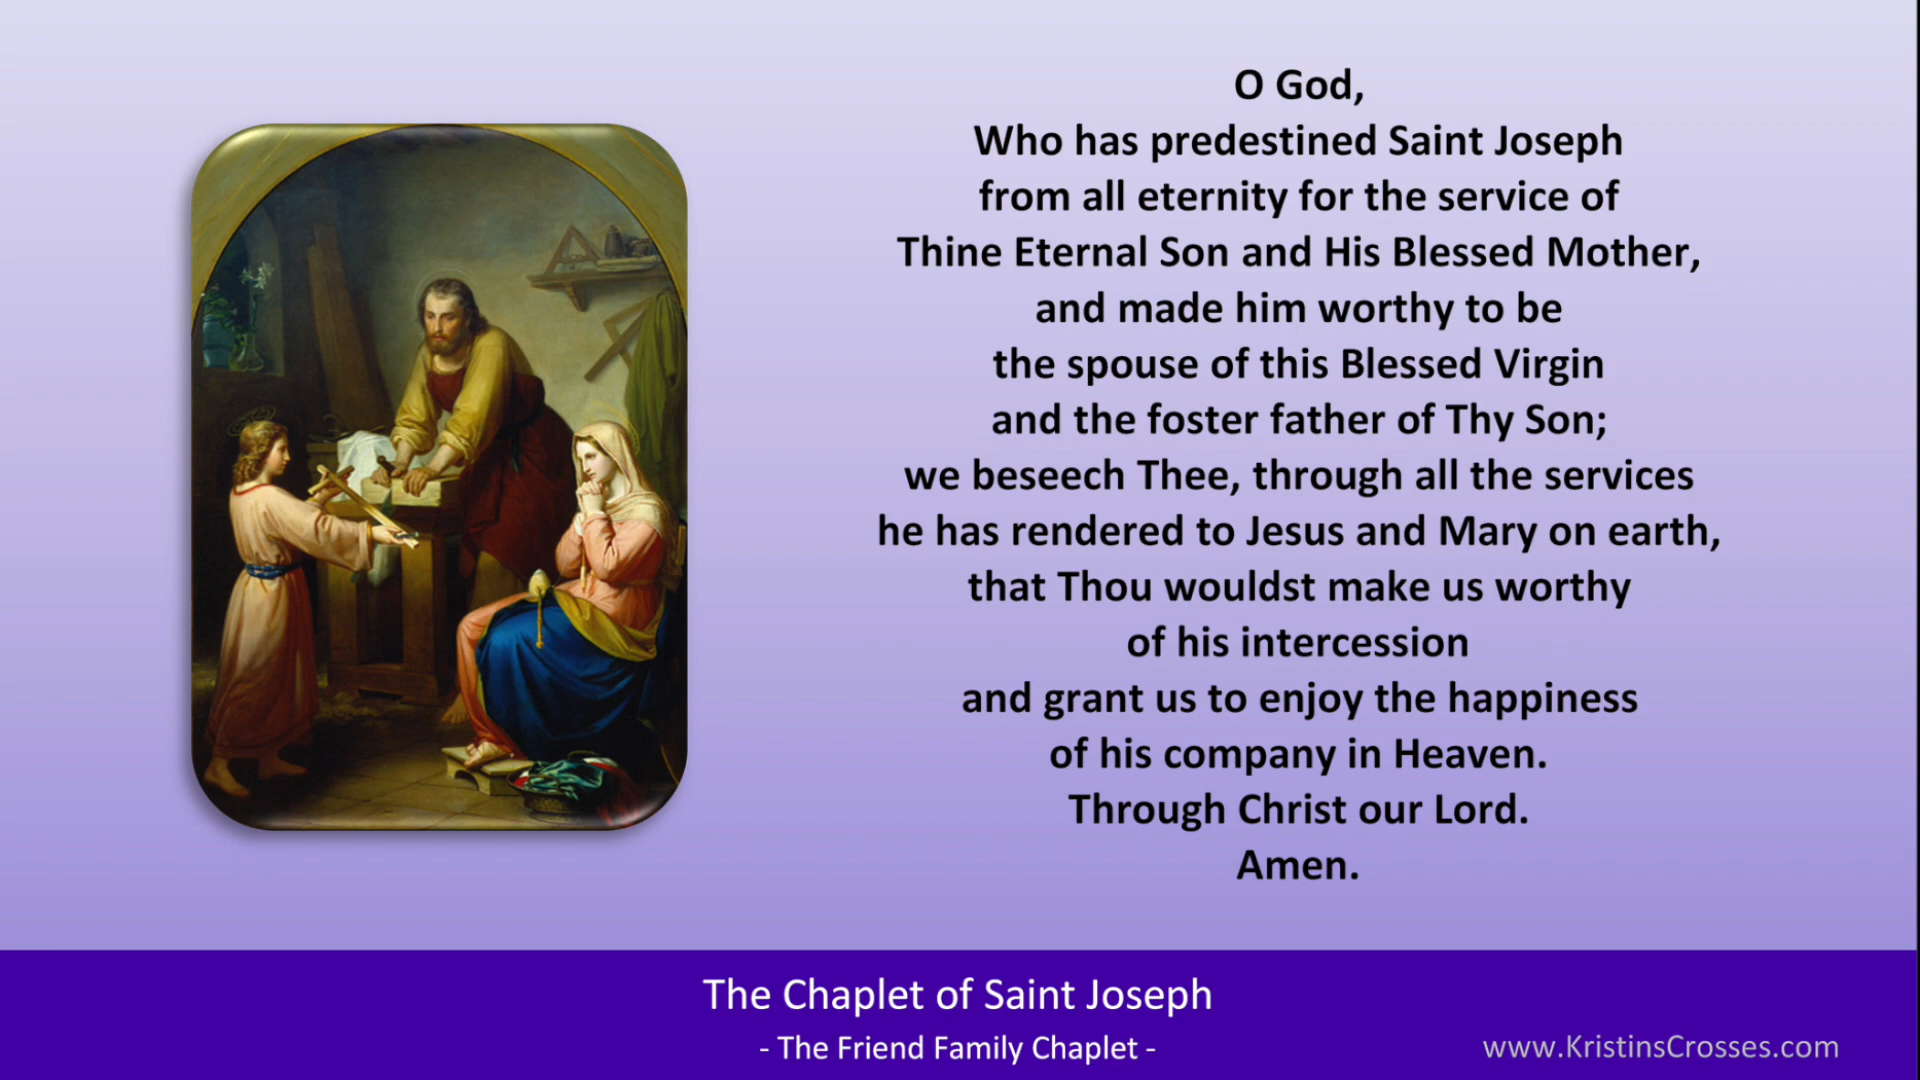 O God,
Who has predestined Saint Joseph
from all eternity for the service of
Thine Eternal Son and His Blessed Mother,
and made him worthy to be
the spouse of this Blessed Virgin
and the foster father of Thy Son;
we beseech Thee, through all the services
he has rendered to Jesus and Mary on earth,
that Thou wouldst make us worthy
of his intercession
and grant us to enjoy the happiness
of his company in Heaven.
Through Christ our Lord.
Amen.
The Chaplet of Saint Joseph
- The Friend Family Chaplet -
www.KristinsCrosses.com